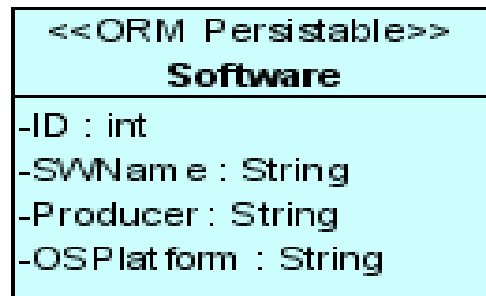 <<ORM Persistable>>
Software
-ID : int
-SWName : String
-Producer : String
-OSPlatform : String